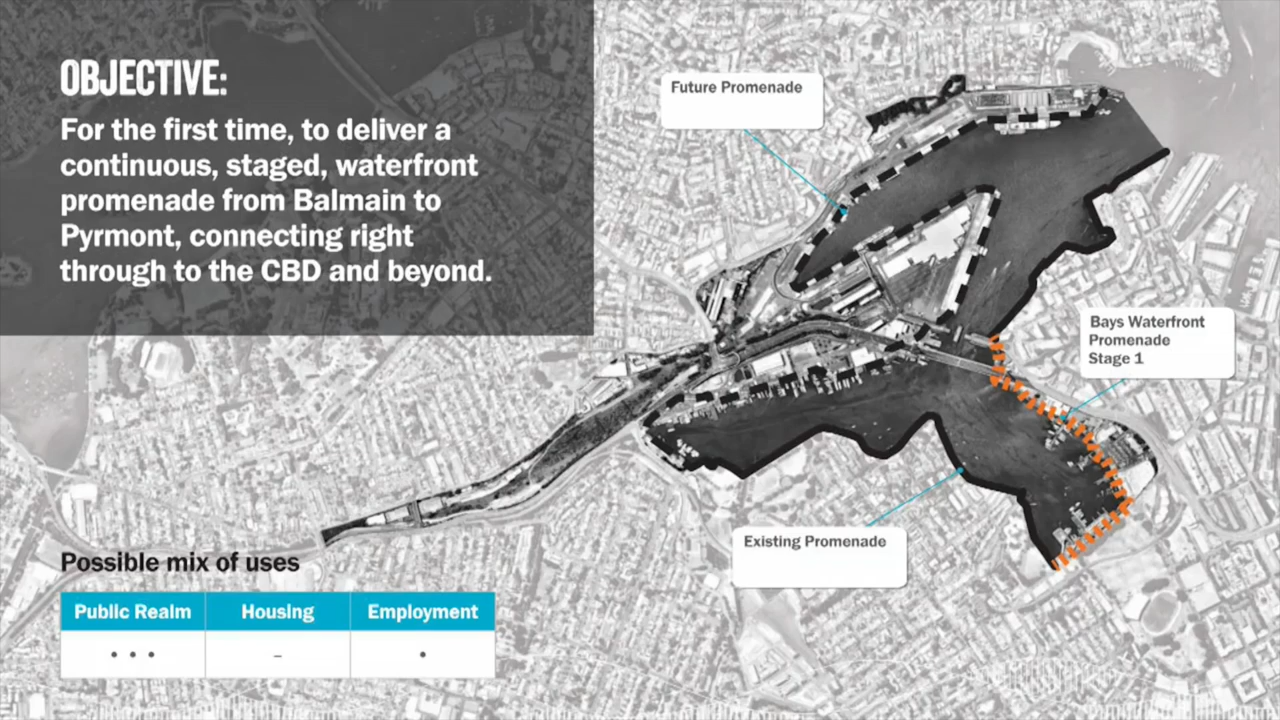 OBJECTIVE:
For the first time, to deliver a
continuous, staged, waterfront
promenade from Balmain to
Pyrmont, connecting right
through to the CBD and beyond.
Future Promenade
Bays Waterfront
Promenade
Stage 1
Existing Promenade
Possible mix of uses
Public Realm Housing Employment
• • • – •